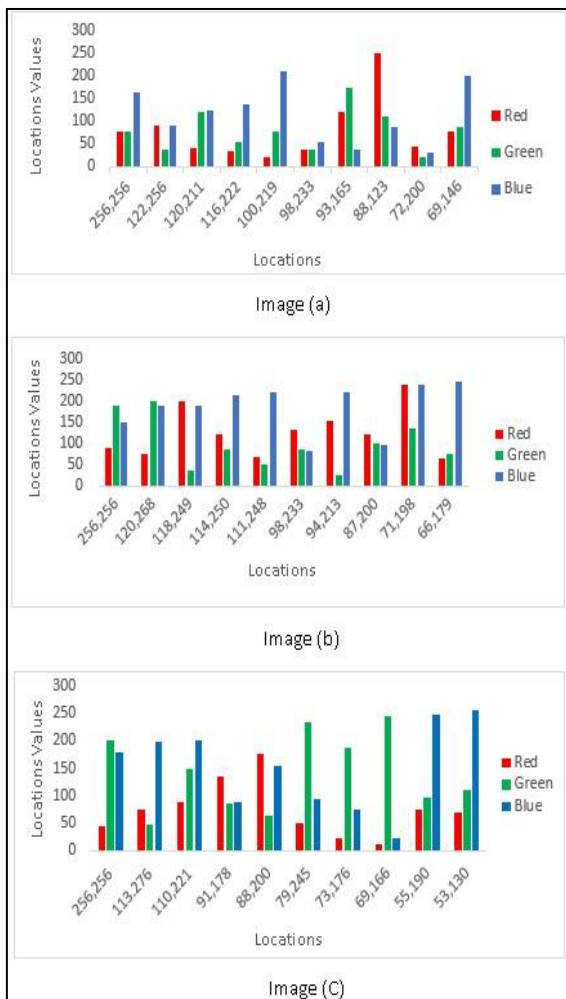 300
250
200
150
100
50
0
Locations Values
Red
Green
Blue
256,256
122,256
120,211
116,222
100,219
98,233
93,165
88,123
72,200
69,146
Locations
Image (a)
300
250
200
150
100
50
0
Locations Values
Red
Green
Blue
256,256
120,268
118,249
114,250
111,248
98,233
94,213
87,200
71,198
66,179
Locations
Image (b)
300
250
200
150
100
50
0
Locations Values
Red
Green
Blue
256,256
113.276
110,221
91,178
88,200
79,245
73,176
69,166
55,190
53,130
Locations
Image (C)